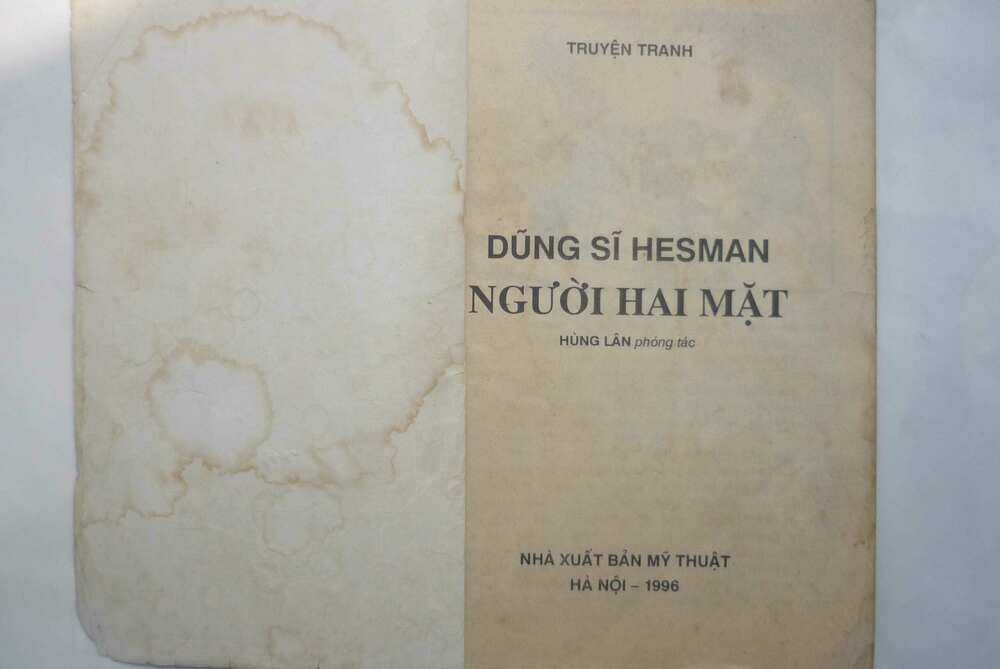 TRUYỆN TRANH
DŨNG SĨ HESMAN
NGƯỜI HAI MẶT
HÙNG LÂN phóng tác
NHÀ XUẤT BẢN MỸ THUẬT
HÀ NỘI – 1996